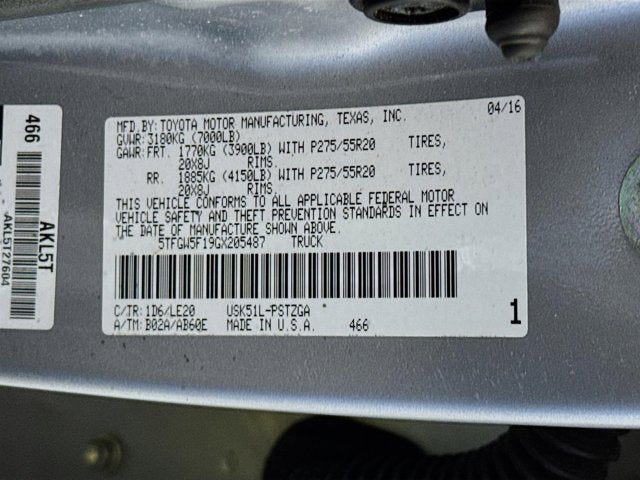 466
AKL5T
AKL5T27604
MFD.BY:TOYOTA MOTOR MANUFACTURING, TEXAS, INC. 04/16
GVWR:3180KG (7000LB)
GAWR:FRT. 1770KG (3900LB) WITH P275/55R20 TIRES,
20X8J RIMS.
RR. 1885KG (4150LB) WITH P275/55R20 TIRES,
20X8J RIMS.
THIS VEHICLE CONFORMS TO ALL APPLICABLE FEDERAL MOTOR
VEHICLE SAFETY AND THEFT PREVENTION STANDARDS IN EFFECT ON
THE DATE OF MANUFACTURE SHOWN ABOVE.
5TFGW5F19GX205487 TRUCK
C/TR:1D6/LE20 USK51L-PSTZGA *
A/TM:B02A/AB60E MADE IN U.S.A. 466 1